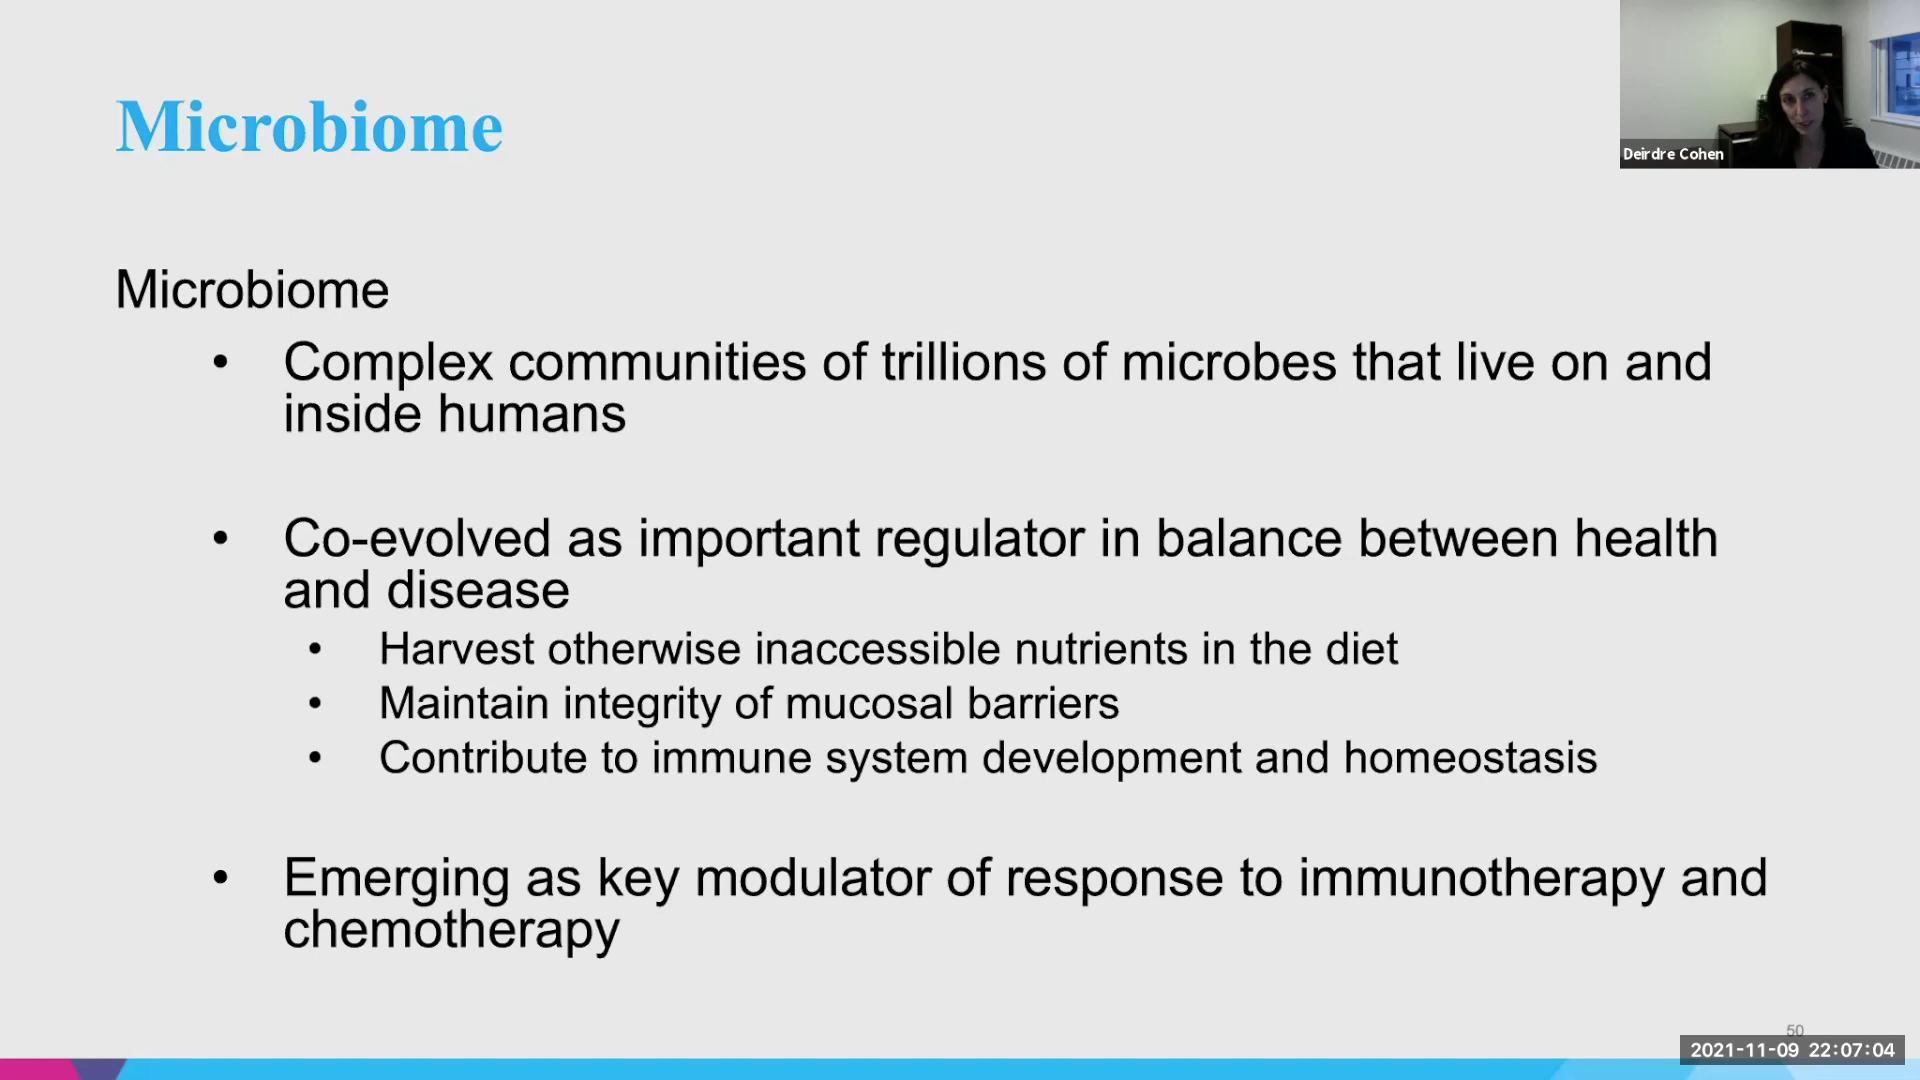 Microbiome
Deirdre Cohen
Microbiome
• Complex communities of trillions of microbes that live on and
inside humans
• Co-evolved as important regulator in balance between health
and disease
• Harvest otherwise inaccessible nutrients in the diet
• Maintain integrity of mucosal barriers
• Contribute to immune system development and homeostasis
• Emerging as key modulator of response to immunotherapy and
chemotherapy
50
2021-11-09 22:07:04